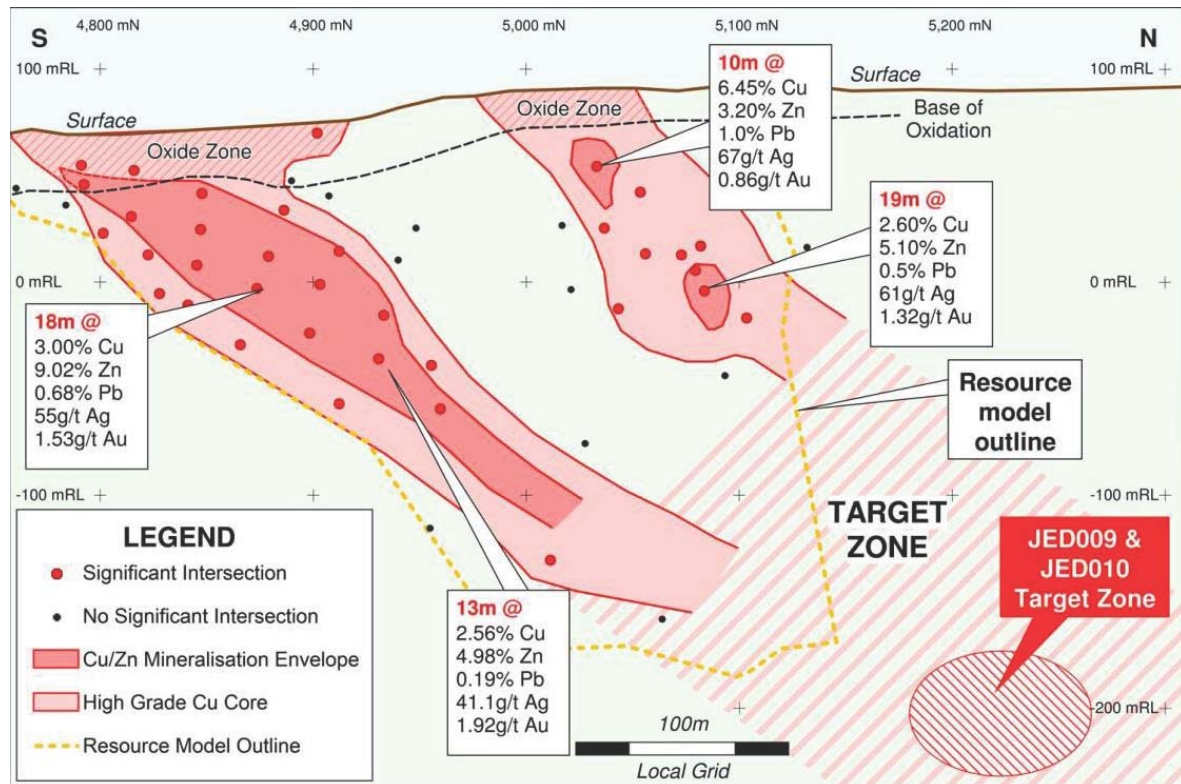 4,800 mN
4,900 mN
5,000 mN
5,100 mN
5,200 mN
S
N
100 mRL
100 mRL
Surface
Surface
Oxide Zone
Oxide Zone
Base of
Oxidation
10m @
6.45% Cu
3.20% Zn
1.0% Pb
67g/t Ag
0.86g/t Au
19m @
2.60% Cu
5.10% Zn
0.5% Pb
61g/t Ag
1.32g/t Au
0 mRL
0 mRL
18m @
3.00% Cu
9.02% Zn
0.68% Pb
55g/t Ag
1.53g/t Au
Resource
model
outline
-100 mRL
-100 mRL
TARGET
ZONE
JED009 &
JED010
Target Zone
13m @
2.56% Cu
4.98% Zn
0.19% Pb
41.1g/t Ag
1.92g/t Au
-200 mRL
LEGEND
Significant Intersection
No Significant Intersection
Cu/Zn Mineralisation Envelope
High Grade Cu Core
Resource Model Outline
100m
Local Grid